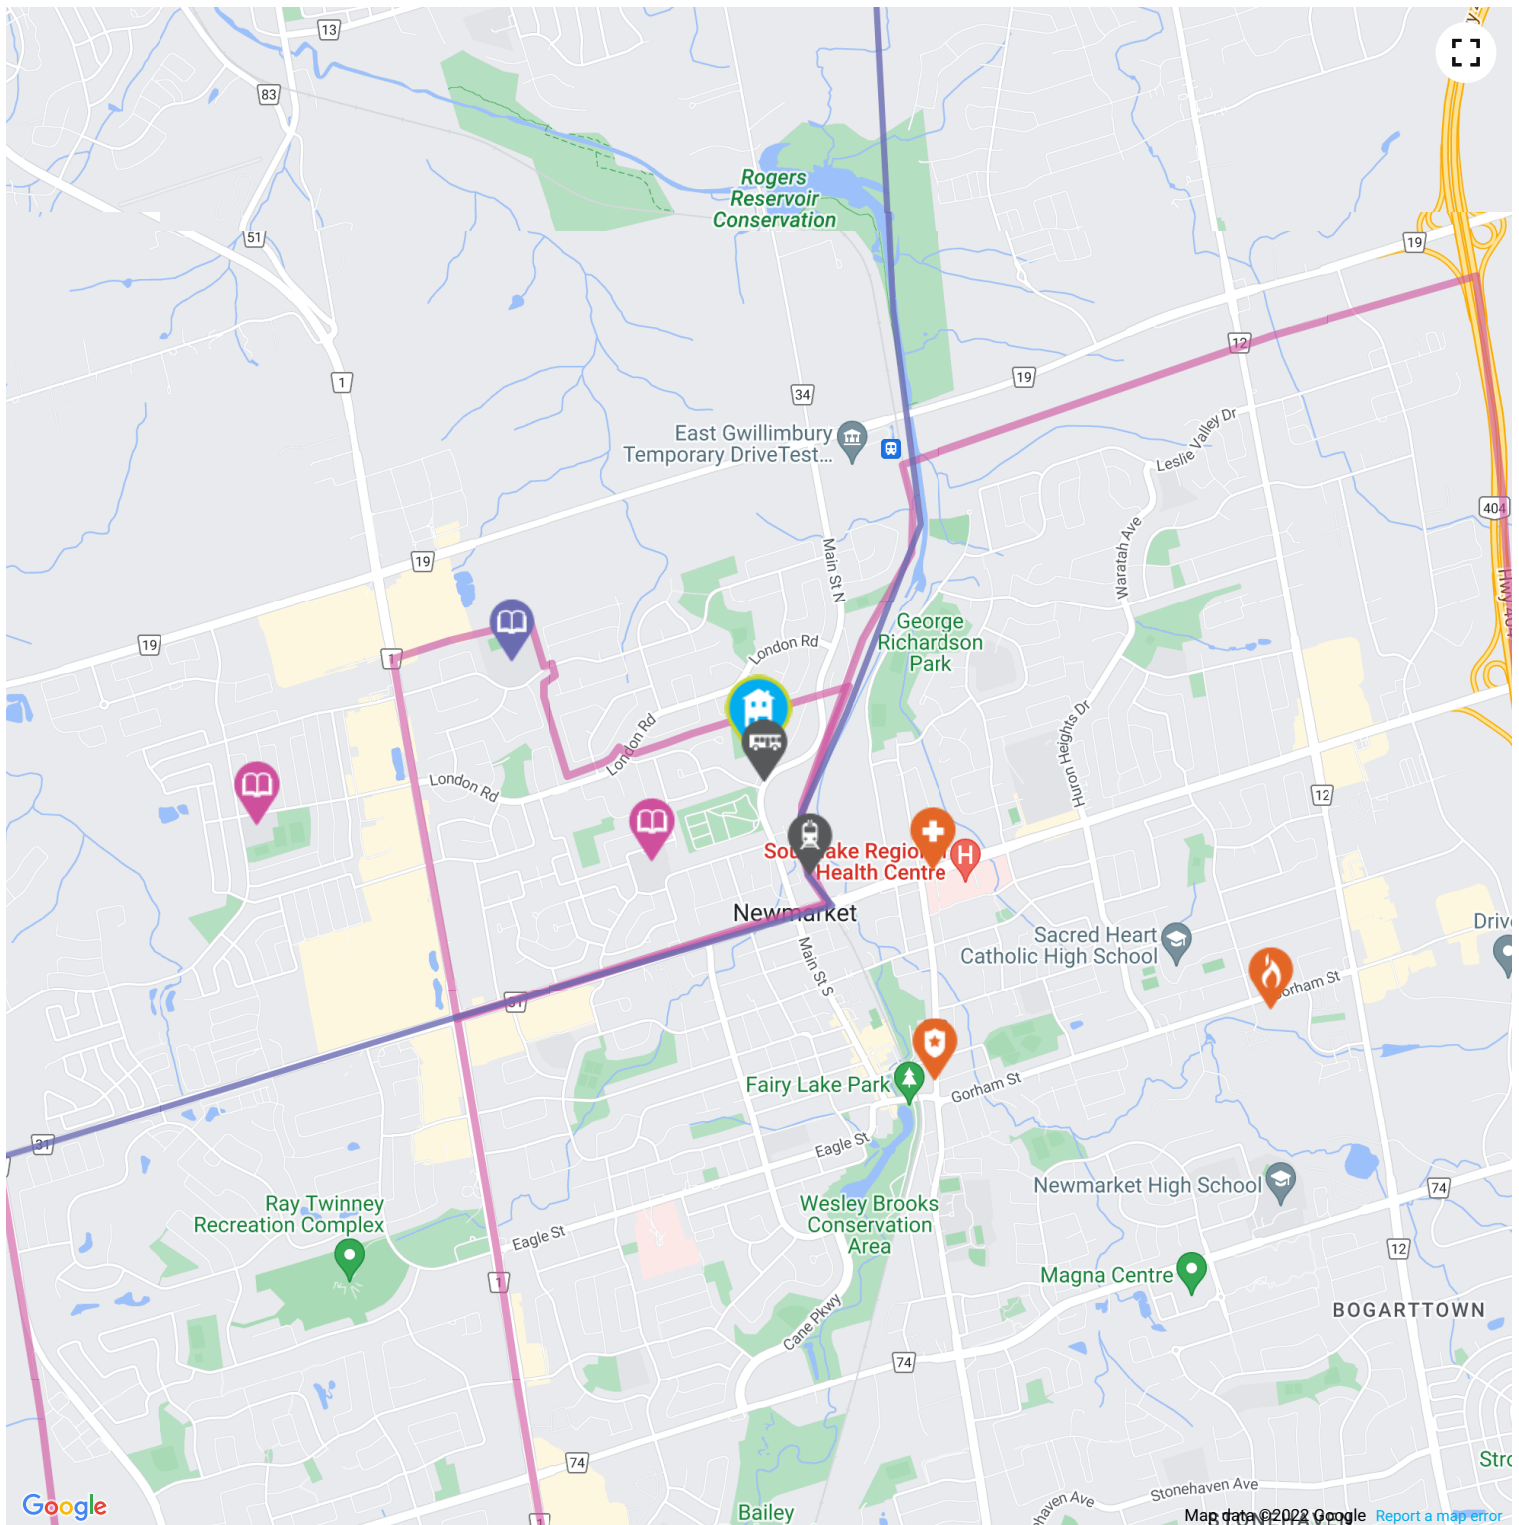 13
83
Rogers
Reservoir
Conservation
51
19
12
1
19
34
East Gwillimbury
Temporary DriveTest...
Leslie Valley Dr
404
Waratah Ave
Main St N
19
Hwy 404
George
Richardson
Park
London Rd
19
1
London Rd
Huron Heights Dr
London Rd
12
H
Health Centre
Newmarket
Sacred Heart
Catholic High School
Driv
Main St S
Gorham St
31
Fairy Lake Park
Gorham St
31
Eagle St
Newmarket High School
74
Ray Twinney
Recreation Complex
Wesley Brooks
Conservation
Area
Eagle St
12
Magna Centre
1
BOGARTTOWN
Cane Pkwy
74
74
Stro
Stonehaven Ave
haven Ave
Google
Bailey
1
Map data ©2022 Google
Report a map error